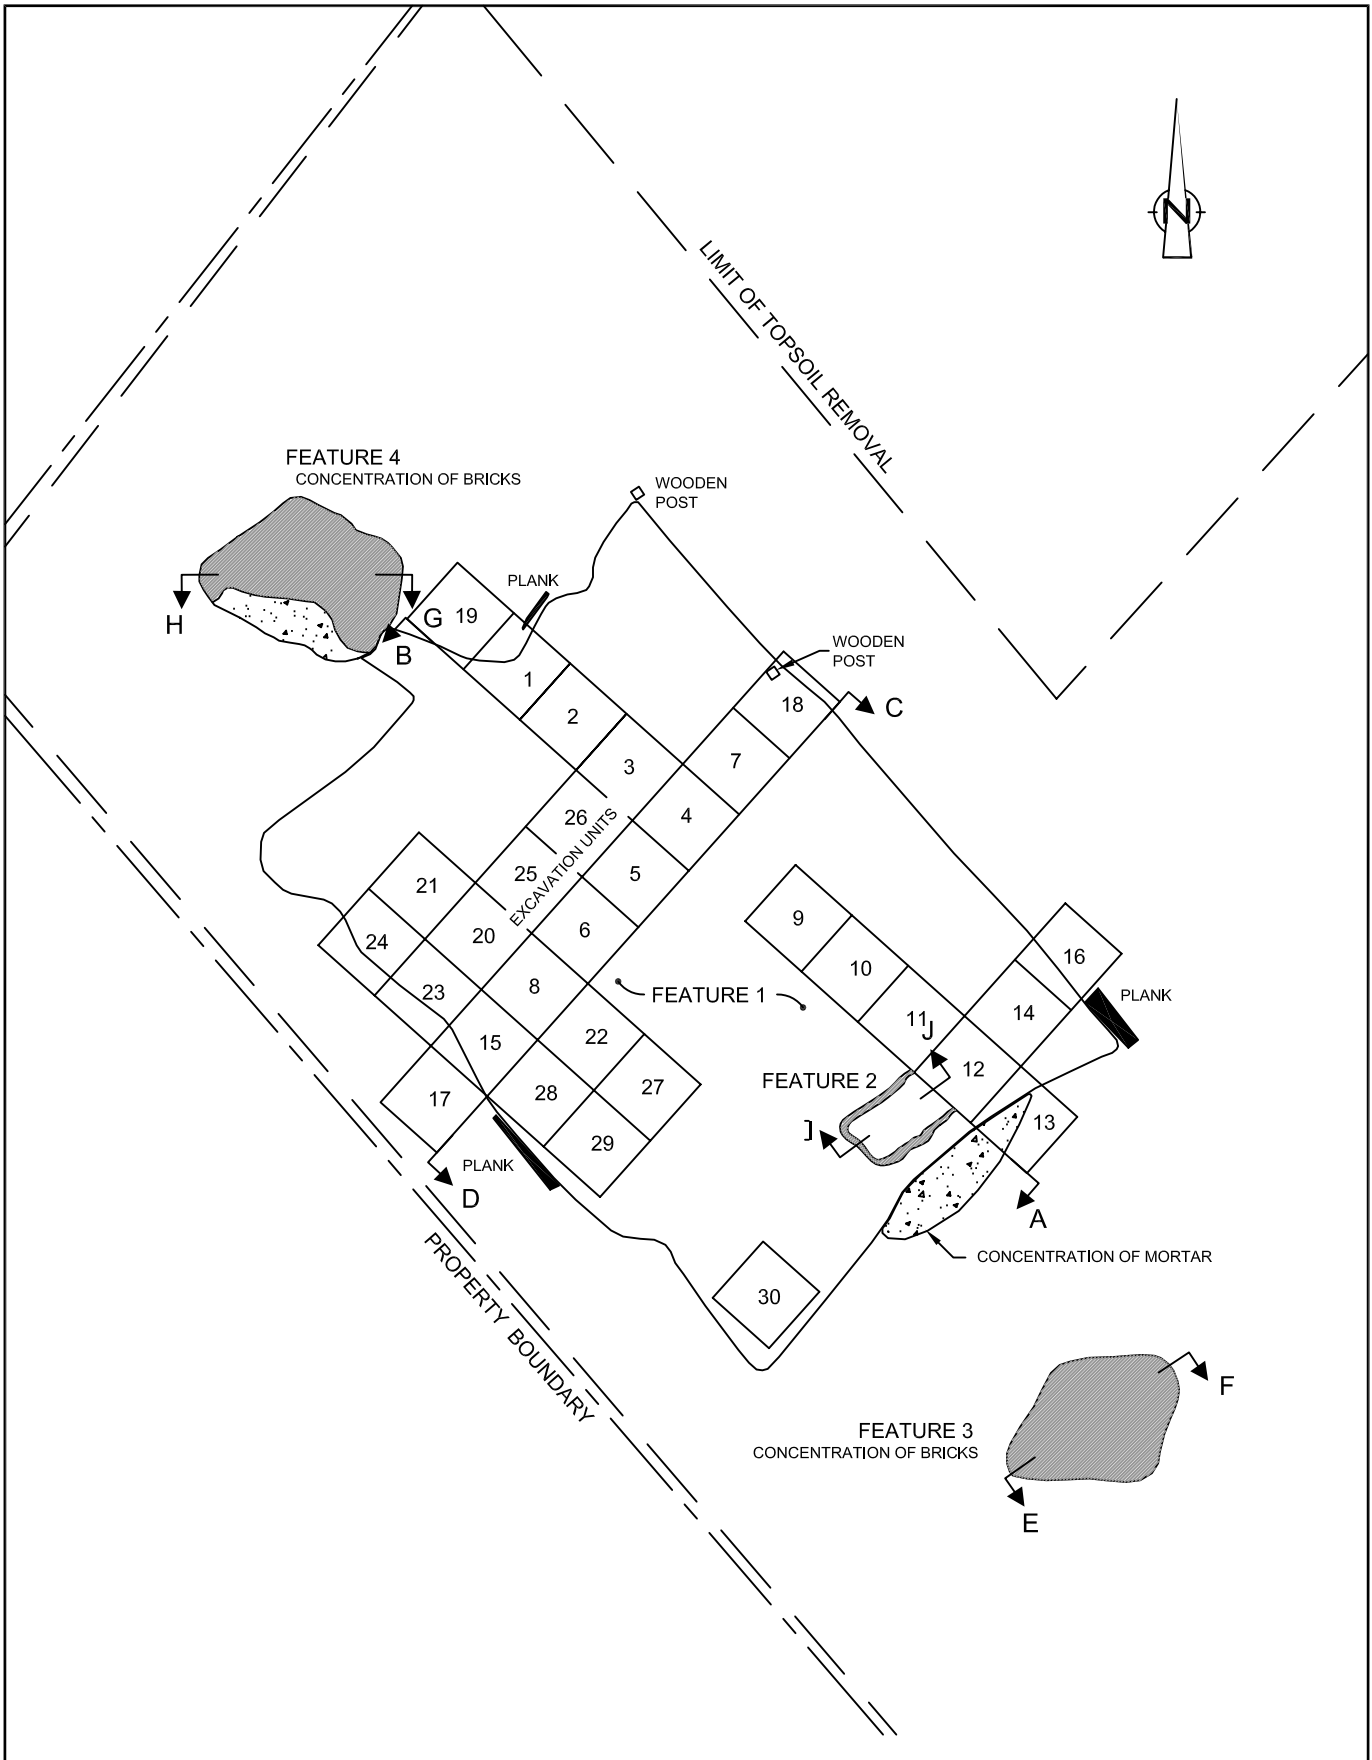 N
LIMIT OF TOPSOIL REMOVAL
FEATURE 4
CONCENTRATION OF BRICKS
WOODEN
POST
PLANK
H
G
B
19
1
2
3
WOODEN
POST
18
C
7
4
26
EXCAVATION UNITS
25
5
21
20
6
24
23
8
9
10
11
16
PLANK
14
FEATURE 1
15
22
J
12
FEATURE 2
17
28
27
13
I
29
PLANK
D
A
CONCENTRATION OF MORTAR
PROPERTY BOUNDARY
30
F
FEATURE 3
CONCENTRATION OF BRICKS
E